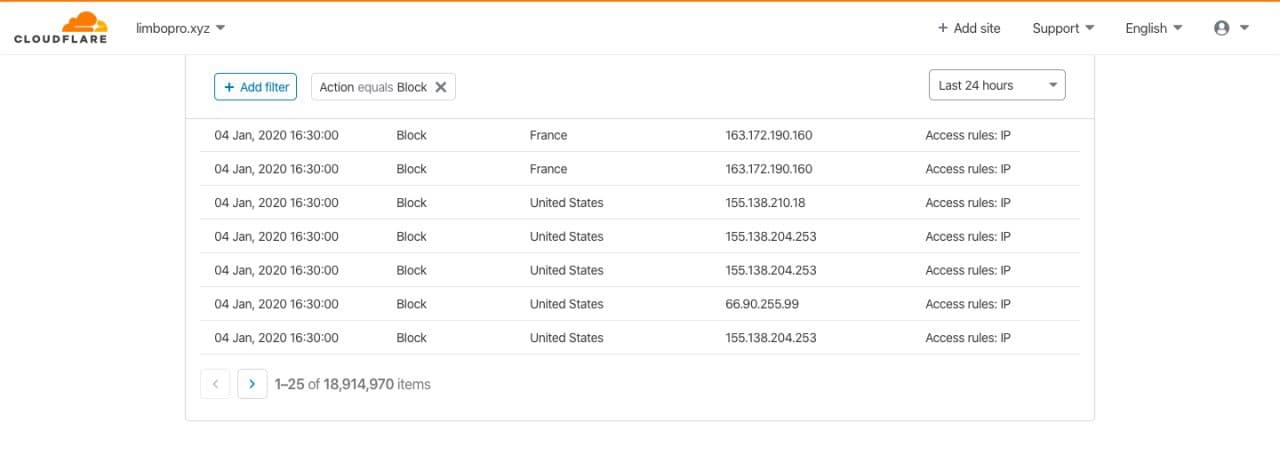 CLOUDFLARE
limbopro.xyz
+ Add site Support English
+ Add filter Action equals Block ✕ Last 24 hours
04 Jan, 2020 16:30:00 Block France 163.172.190.160 Access rules: IP
04 Jan, 2020 16:30:00 Block France 163.172.190.160 Access rules: IP
04 Jan, 2020 16:30:00 Block United States 155.138.210.18 Access rules: IP
04 Jan, 2020 16:30:00 Block United States 155.138.204.253 Access rules: IP
04 Jan, 2020 16:30:00 Block United States 155.138.204.253 Access rules: IP
04 Jan, 2020 16:30:00 Block United States 66.90.255.99 Access rules: IP
04 Jan, 2020 16:30:00 Block United States 155.138.204.253 Access rules: IP
1–25 of 18,914,970 items